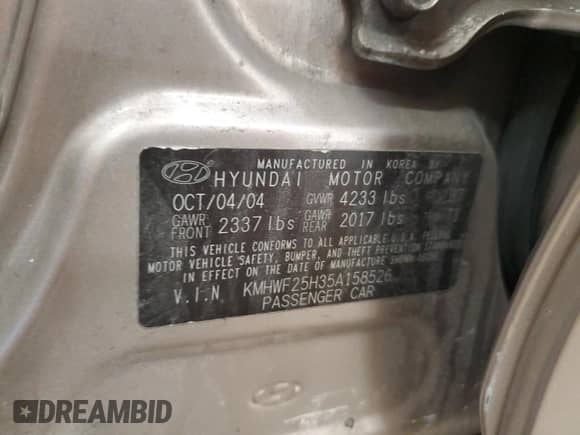 MANUFACTURED IN KOREA BY
HYUNDAI MOTOR COMPANY
OCT/04/04 GVWR 4233 lbs
GAWR FRONT 2337 lbs GAWR REAR 2017 lbs
THIS VEHICLE CONFORMS TO ALL APPLICABLE U.S.A. FEDERAL
MOTOR VEHICLE SAFETY, BUMPER, AND THEFT PREVENTION STANDARDS
IN EFFECT ON THE DATE OF MANUFACTURE SHOWN ABOVE
V.I.N. KMHWF25H35A158526
PASSENGER CAR
DREAMBID